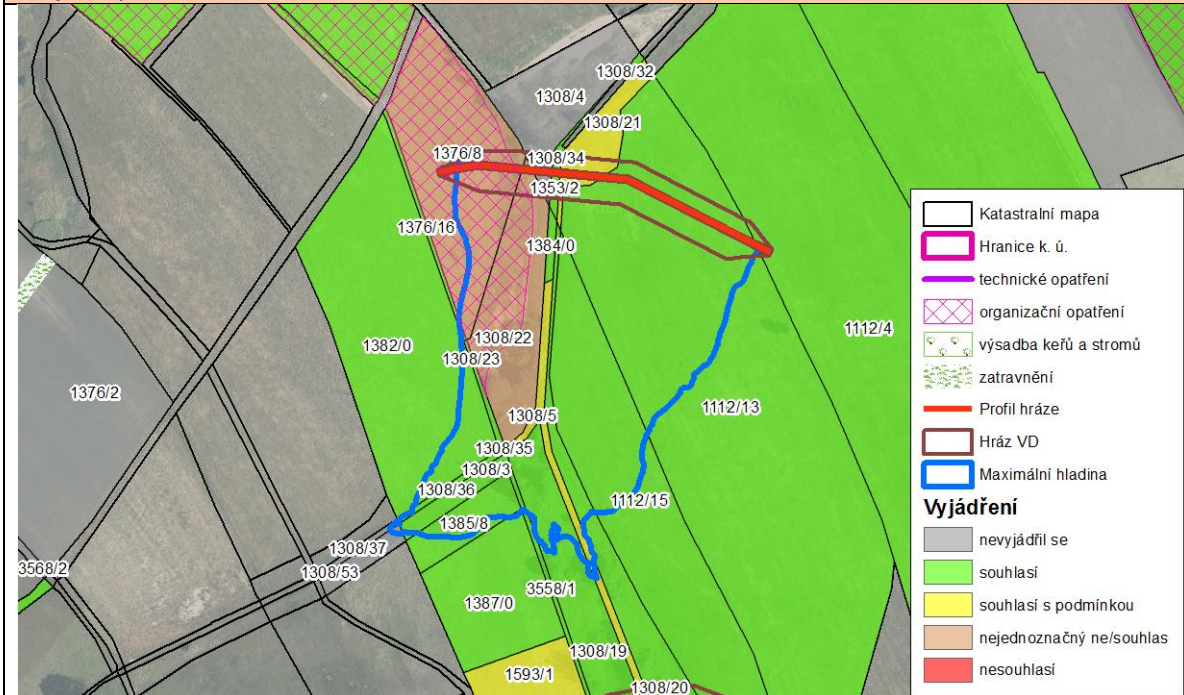 1308/32
1308/4
1308/21
1376/8
1308/34
1353/2
1376/16
1384/0
1112/4
1382/0
1308/22
1308/23
1376/2
1112/13
1308/5
1308/35
1308/3
1308/36
1112/15
1385/8
1308/37
3568/2
1308/53
3558/1
1387/0
1308/19
1593/1
1308/20
Katastralní mapa
Hranice k. ú.
technické opatření
organizační opatření
výsadba keřů a stromů
zatravnění
Profil hráze
Hráz VD
Maximální hladina
Vyjádření
nevyjádřil se
souhlasí
souhlasí s podmínkou
nejednoznačný ne/souhlas
nesouhlasí